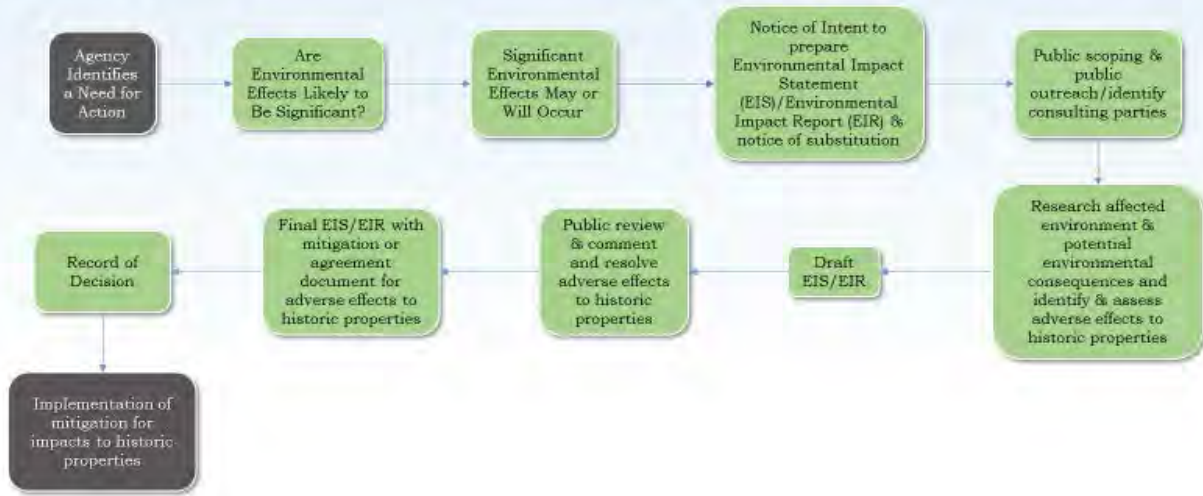 Agency
Identifies
a Need for
Action
Are
Environmental
Effects Likely to
Be Significant?
Significant
Environmental
Effects May or
Will Occur
Notice of Intent to
prepare
Environmental Impact
Statement
(EIS)/Environmental
Impact Report (EIR) &
notice of substitution
Public scoping &
public
outreach/identify
consulting parties
Research affected
environment &
potential
environmental
consequences and
identify & assess
adverse effects to
historic properties
Draft
EIS/EIR
Public review
& comment
and resolve
adverse effects
to historic
properties
Final EIS/EIR with
mitigation or
agreement
document for
adverse effects to
historic properties
Record of
Decision
Implementation of
mitigation for
impacts to historic
properties